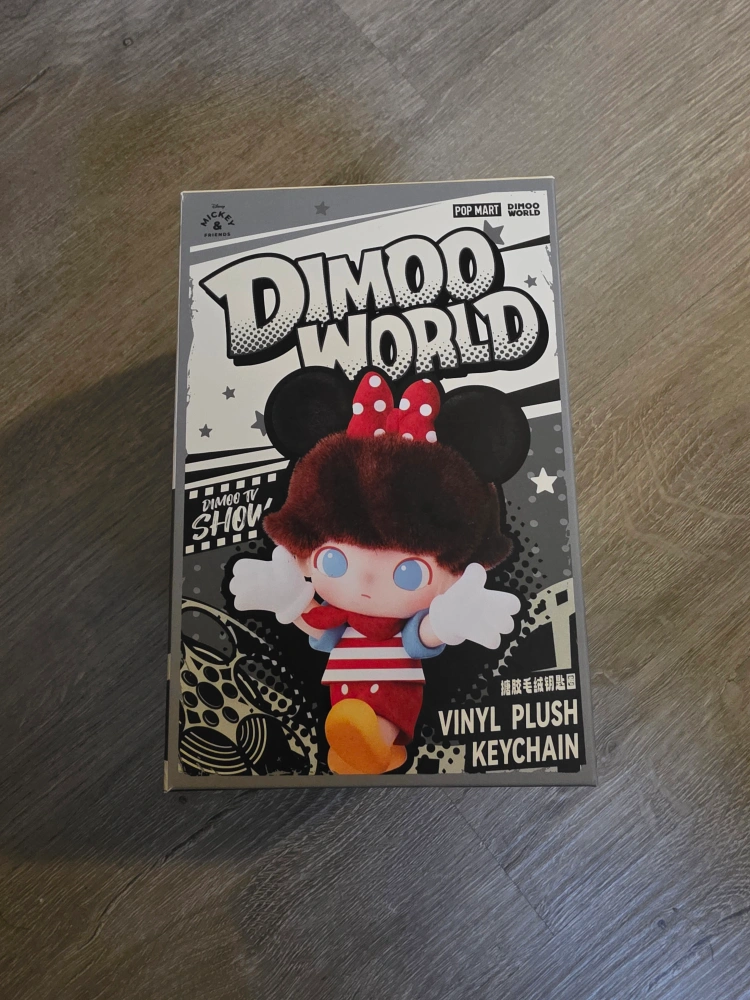 Disney
MICKEY
&
FRIENDS
POP MART
DIMOO
WORLD
DIMOO
WORLD
DIMOO TV
SHOW
搪胶毛绒钥匙圈
VINYL PLUSH
KEYCHAIN